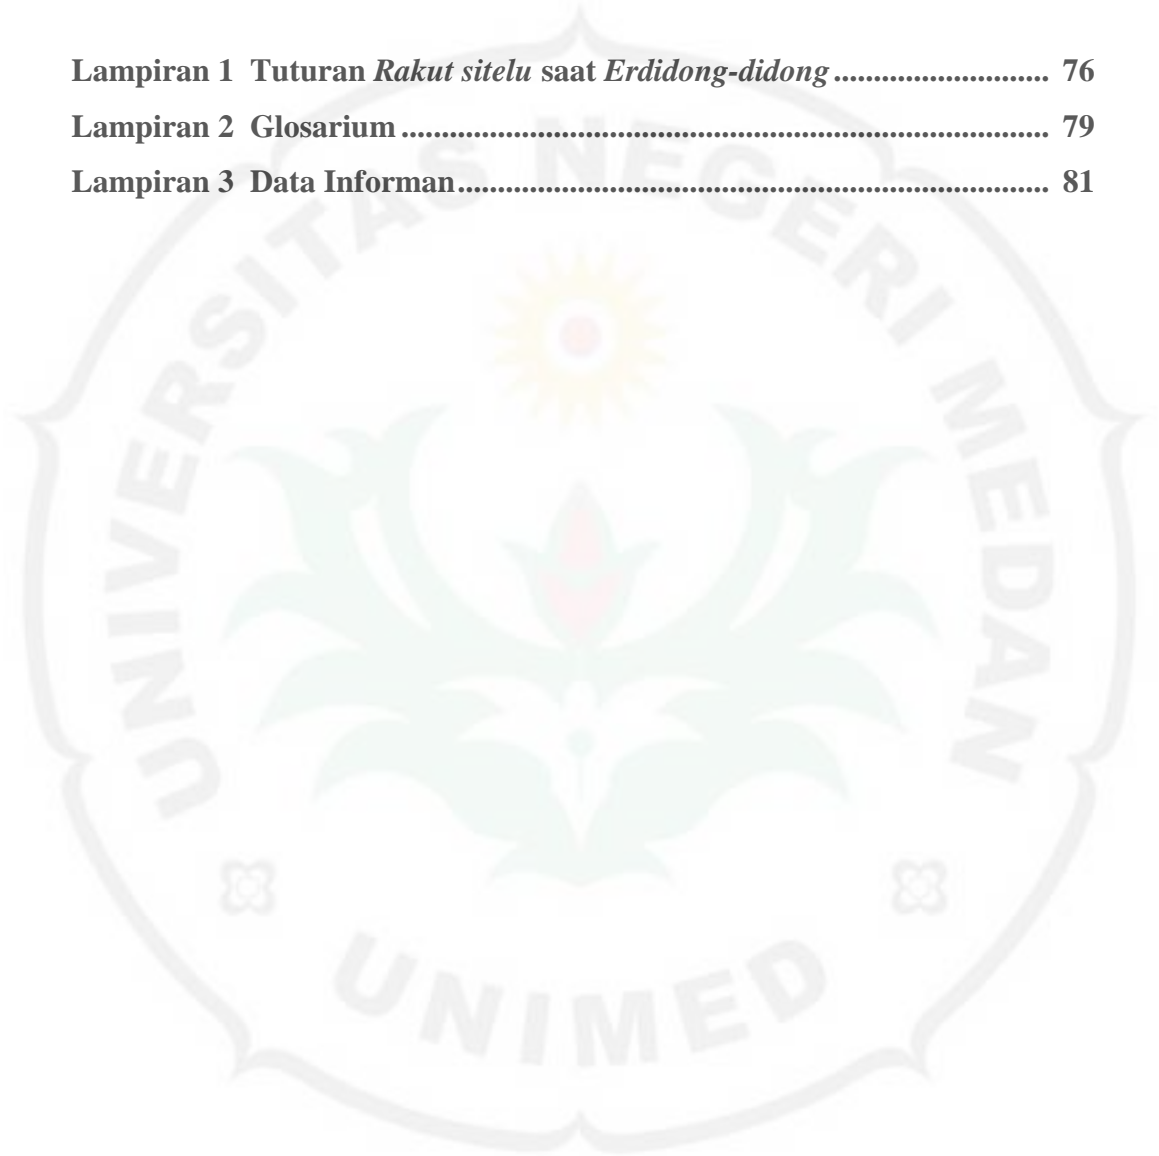 Lampiran 1 Tuturan Rakut sitelu saat Erdidong-didong ........................... 76
Lampiran 2 Glosarium ................................................................................. 79
Lampiran 3 Data Informan .......................................................................... 81
UNIVERSITAS NEGERI MEDAN
UNIMED